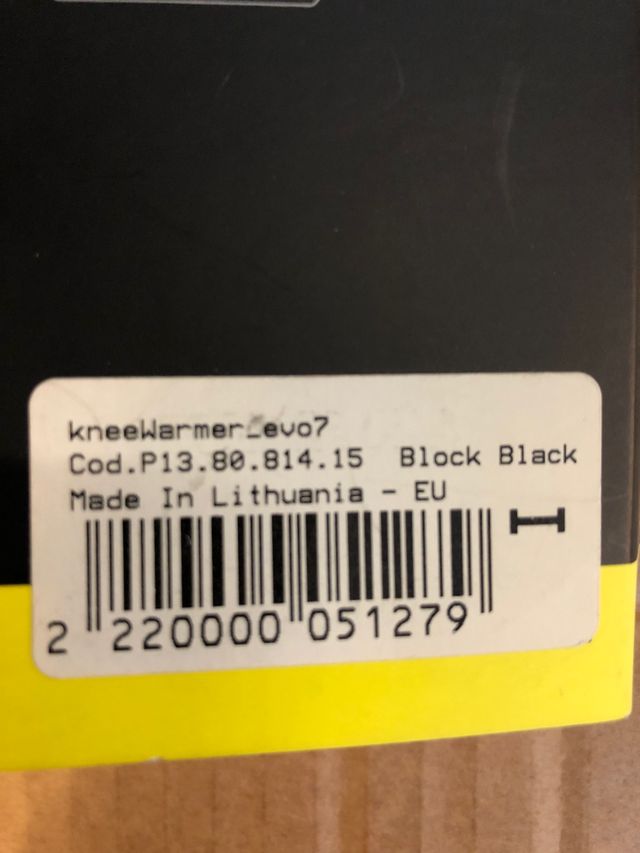 kneeWarmer_evo7
Cod.P13.80.814.15 Block Black
Made In Lithuania - EU
I
2 220000 051279